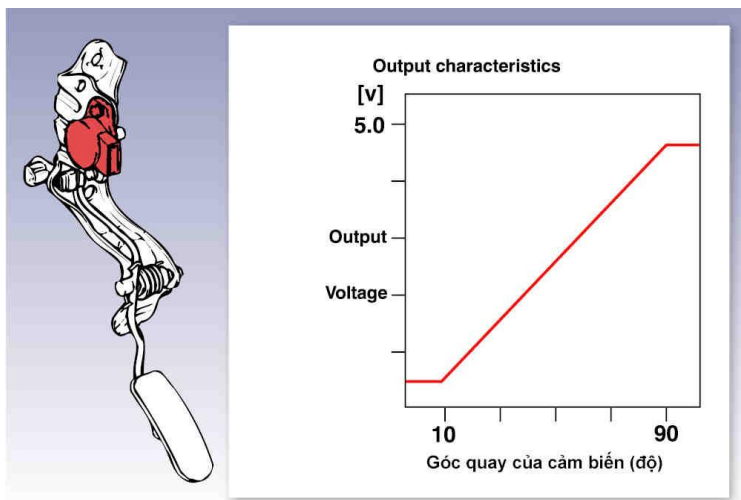 Output characteristics
[v]
5.0
Output
Voltage
10 90
Góc quay của cảm biến (độ)